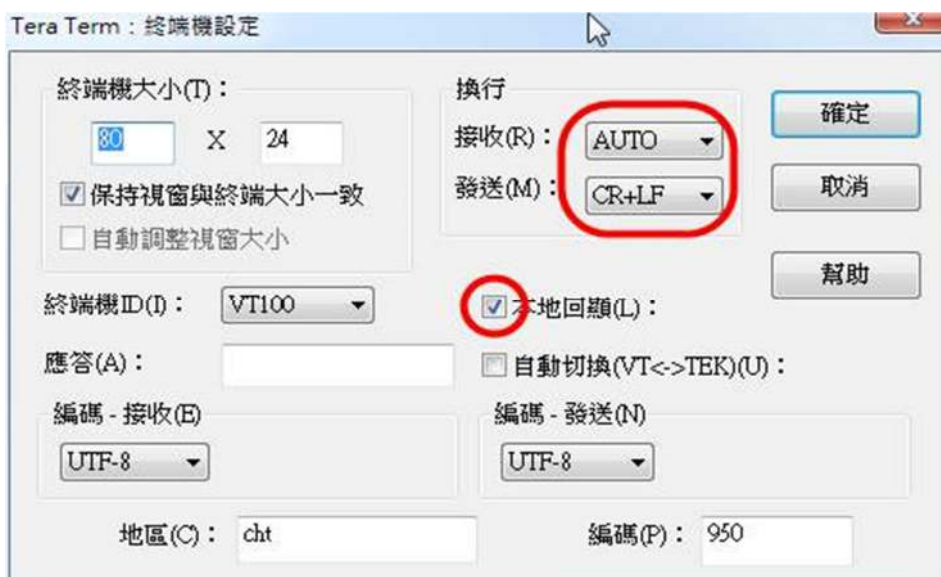 Tera Term：終端機設定
終端機大小(T)：
80 X 24
保持視窗與終端大小一致
自動調整視窗大小
換行
接收(R)： AUTO
發送(M)： CR+LF
確定
取消
幫助
終端機ID(I)： VT100
本地回顯(L)：
應答(A)：
自動切換(VT<->TEK)(U)：
編碼 - 接收(E)
UTF-8
編碼 - 發送(N)
UTF-8
地區(C)： cht
編碼(P)： 950